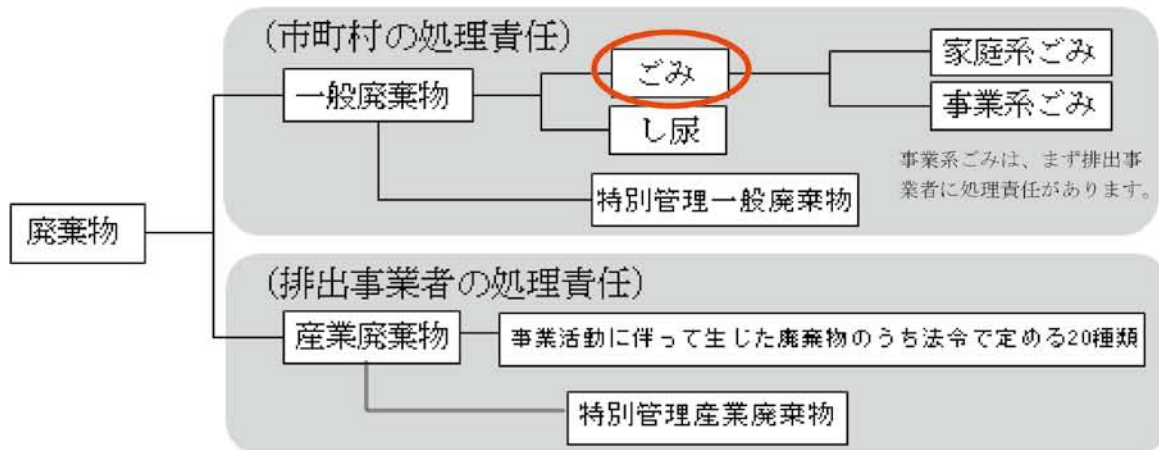 (市町村の処理責任)
一般廃棄物
ごみ
し尿
家庭系ごみ
事業系ごみ
事業系ごみは、まず排出事
業者に処理責任があります。
特別管理一般廃棄物
廃棄物
(排出事業者の処理責任)
産業廃棄物
事業活動に伴って生じた廃棄物のうち法令で定める20種類
特別管理産業廃棄物